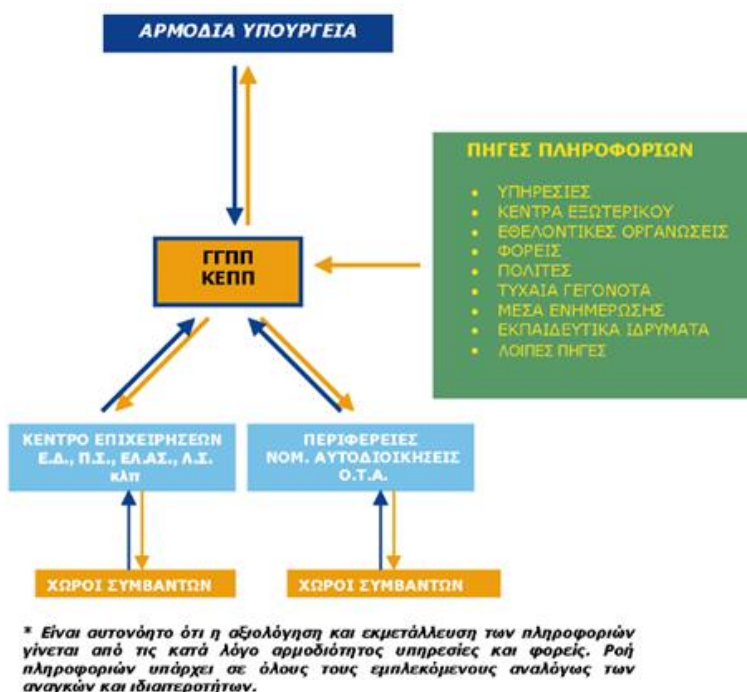 ΑΡΜΟΔΙΑ ΥΠΟΥΡΓΕΙΑ
ΠΗΓΕΣ ΠΛΗΡΟΦΟΡΙΩΝ
• ΥΠΗΡΕΣΙΕΣ
• ΚΕΝΤΡΑ ΕΞΩΤΕΡΙΚΟΥ
• ΕΘΕΛΟΝΤΙΚΕΣ ΟΡΓΑΝΩΣΕΙΣ
• ΦΟΡΕΙΣ
• ΠΟΛΙΤΕΣ
• ΤΥΧΑΙΑ ΓΕΓΟΝΟΤΑ
• ΜΕΣΑ ΕΝΗΜΕΡΩΣΗΣ
• ΕΚΠΑΙΔΕΥΤΙΚΑ ΙΔΡΥΜΑΤΑ
• ΛΟΙΠΕΣ ΠΗΓΕΣ
ΓΓΠΠ
ΚΕΠΠ
ΚΕΝΤΡΟ ΕΠΙΧΕΙΡΗΣΕΩΝ
Ε.Δ., Π.Σ., ΕΛ.ΑΣ., Λ.Σ.
κλπ
ΠΕΡΙΦΕΡΕΙΕΣ
ΝΟΜ. ΑΥΤΟΔΙΟΙΚΗΣΕΙΣ
Ο.Τ.Α.
ΧΩΡΟΙ ΣΥΜΒΑΝΤΩΝ
ΧΩΡΟΙ ΣΥΜΒΑΝΤΩΝ
* Είναι αυτονόητο ότι η αξιολόγηση και εκμετάλλευση των πληροφοριών
γίνεται από τις κατά λόγο αρμοδιότητος υπηρεσίες και φορείς. Ροή
πληροφοριών υπάρχει σε όλους τους εμπλεκόμενους αναλόγως των
αναγκών και ιδιαιτεροτήτων.